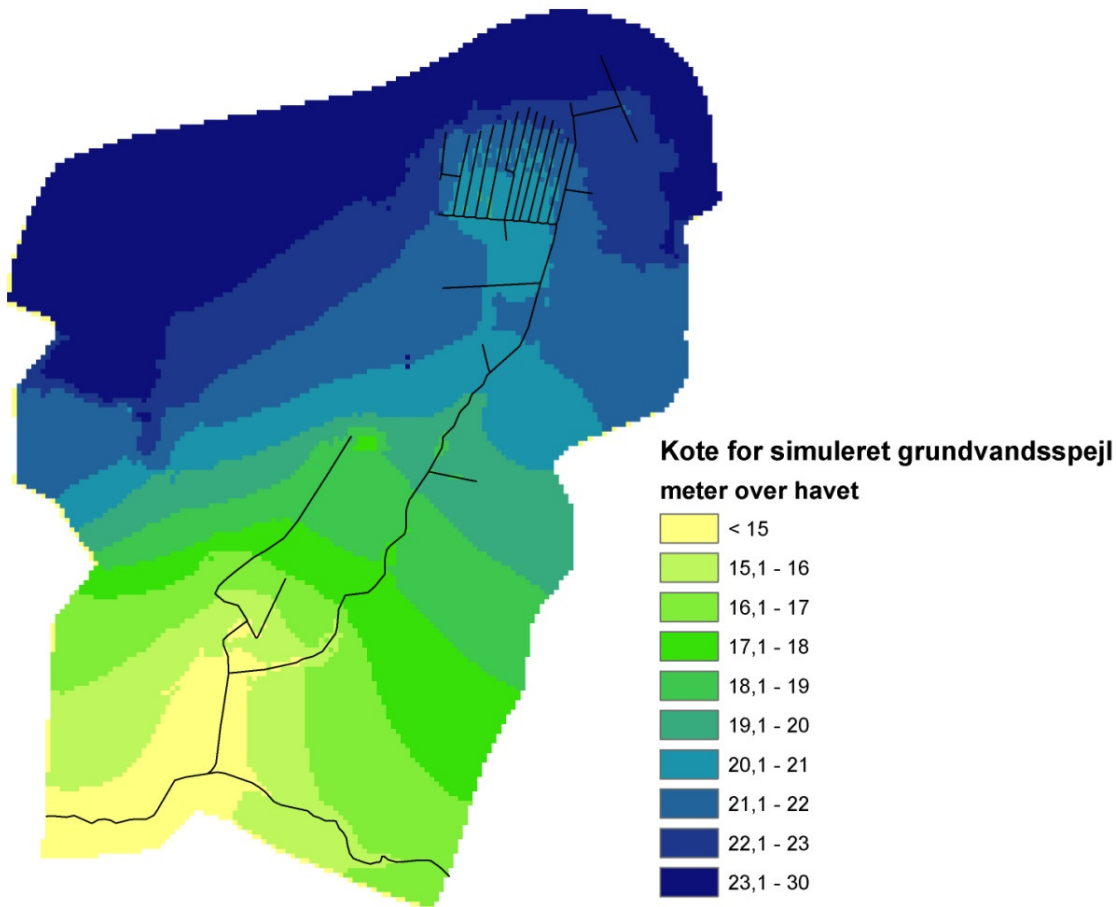 Kote for simuleret grundvandsspejl
meter over havet
< 15
15,1 - 16
16,1 - 17
17,1 - 18
18,1 - 19
19,1 - 20
20,1 - 21
21,1 - 22
22,1 - 23
23,1 - 30